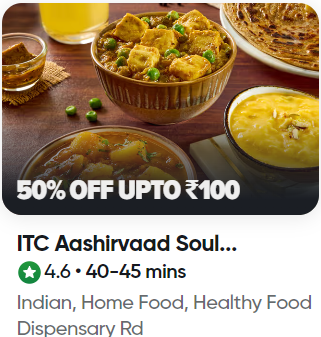 50% OFF UPTO ₹100
ITC Aashirvaad Soul...
4.6 • 40-45 mins
Indian, Home Food, Healthy Food
Dispensary Rd